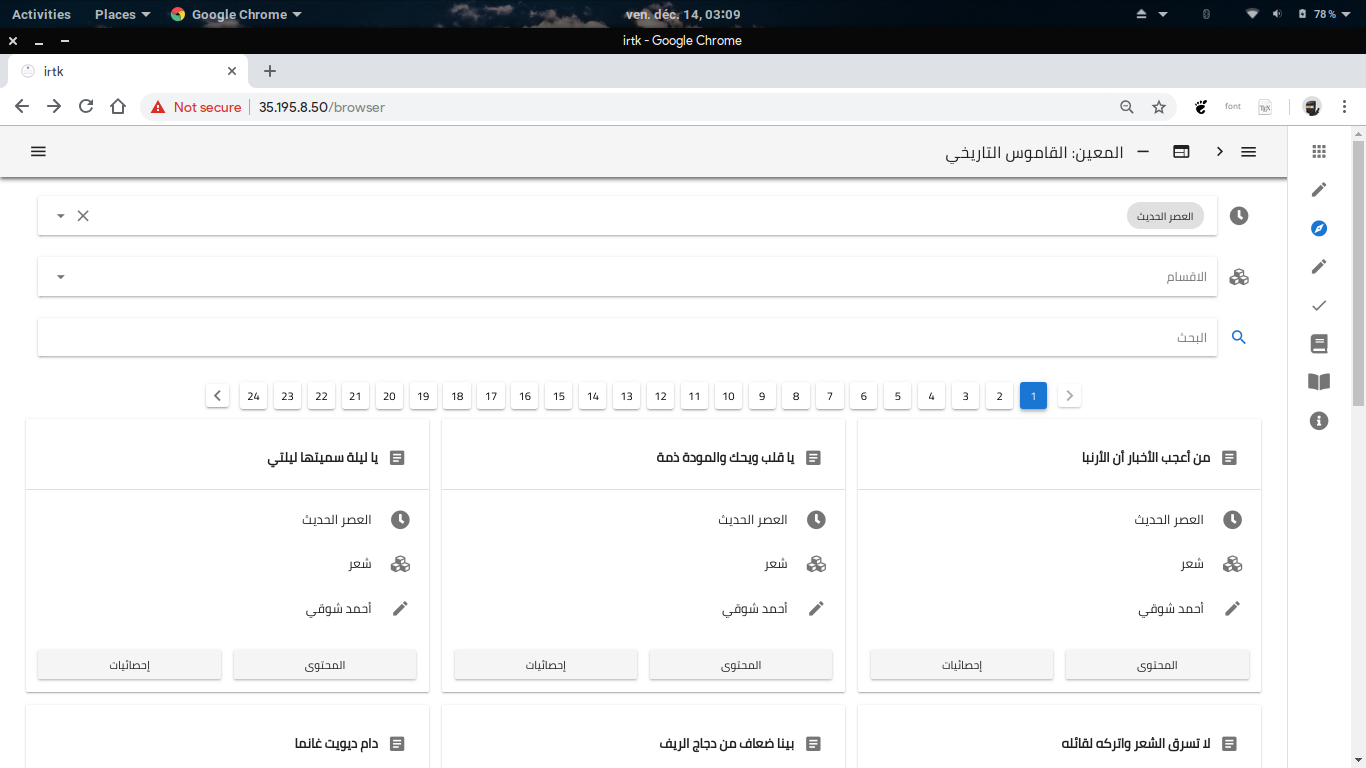 Activities Places Google Chrome ven. déc. 14, 03:09 78 %
irtk - Google Chrome
irtk
Not secure 35.195.8.50/browser font TEX
المعين: القاموس التاريخي
العصر الحديث
الاقسام
البحث
1 2 3 4 5 6 7 8 9 10 11 12 13 14 15 16 17 18 19 20 21 22 23 24
من أعجب الأخبار أن الأرنبا
العصر الحديث
شعر
أحمد شوقي
المحتوى إحصائيات
يا قلب ويحك والمودة ذمة
العصر الحديث
شعر
أحمد شوقي
المحتوى إحصائيات
يا ليلة سميتها ليلتي
العصر الحديث
شعر
أحمد شوقي
المحتوى إحصائيات
لا تسرق الشعر واتركه لقائله
بينا ضعاف من دجاج الريف
دام ديويت غانما